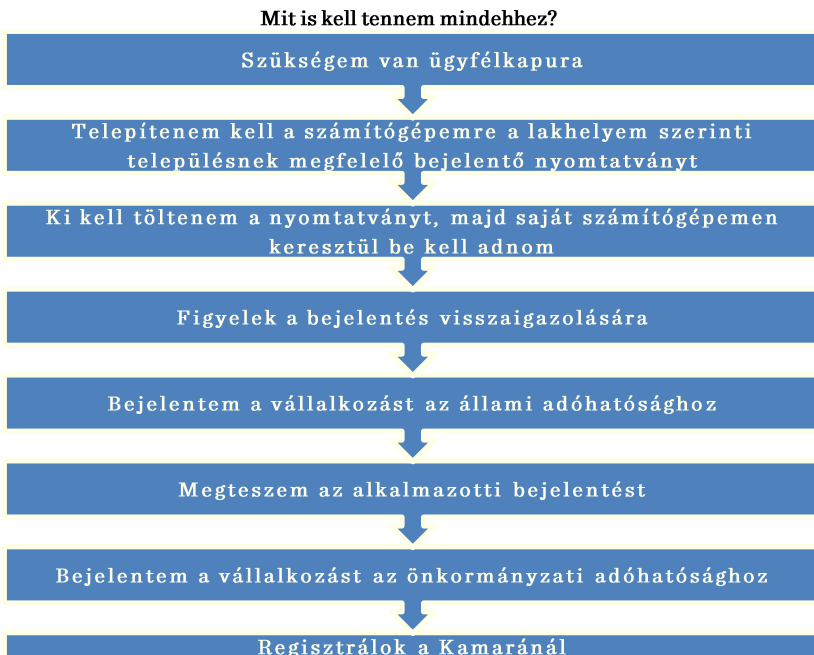 Mit is kell tennem mindehhez?
Szükségem van ügyfélkapura
Telepítenem kell a számítógépemre a lakhelyem szerinti
településnek megfelelő bejelentő nyomtatványt
Ki kell töltenem a nyomtatványt, majd saját számítógépemen
keresztül be kell adnom
Figyelek a bejelentés visszaigazolására
Bejelentem a vállalkozást az állami adóhatósághoz
Megteszem az alkalmazotti bejelentést
Bejelentem a vállalkozást az önkormányzati adóhatósághoz
Regisztrálok a Kamaránál